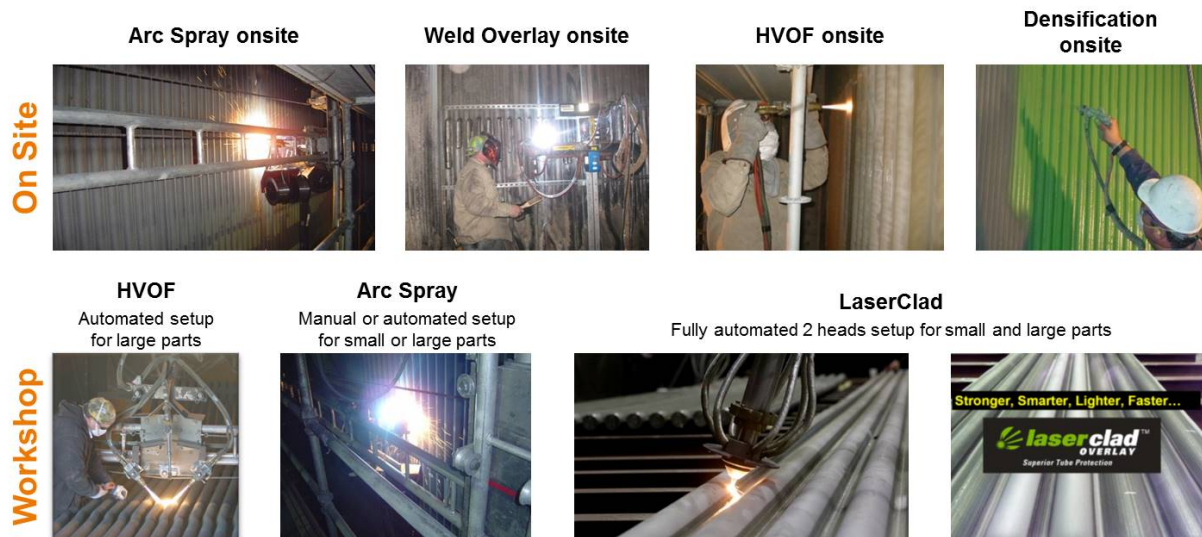 Arc Spray onsite
Weld Overlay onsite
HVOF onsite
Densification
onsite
On Site
HVOF
Automated setup
for large parts
Arc Spray
Manual or automated setup
for small or large parts
LaserClad
Fully automated 2 heads setup for small and large parts
Workshop
Stronger, Smarter, Lighter, Faster...
laserclad™
OVERLAY
Superior Tube Protection